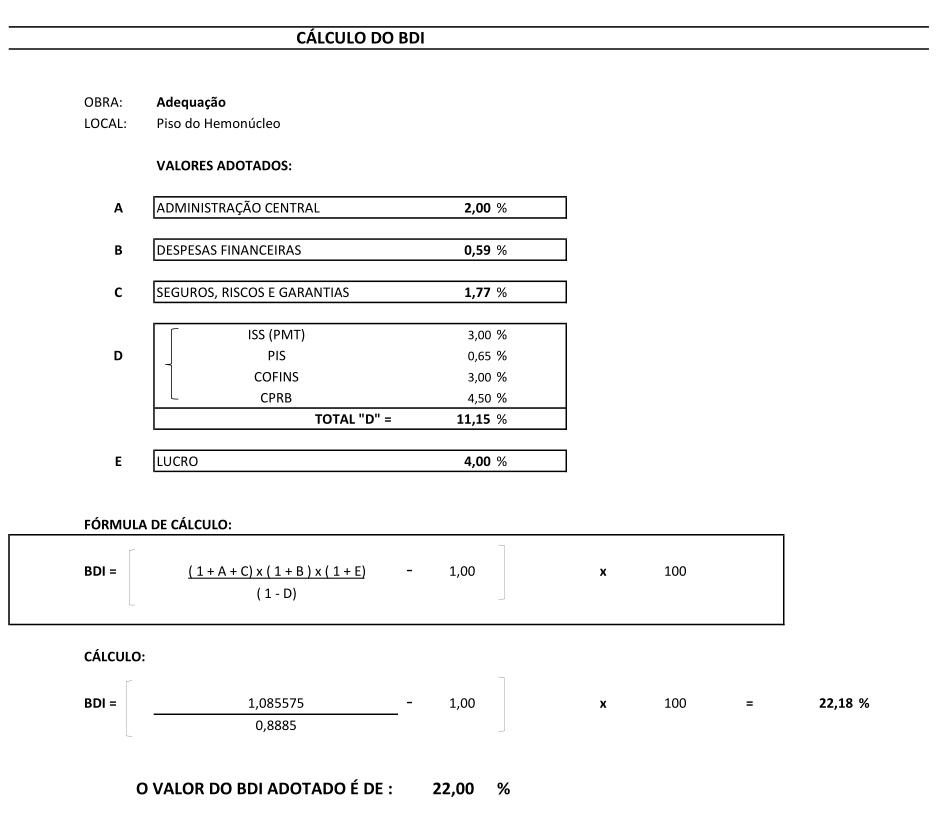 CÁLCULO DO BDI
OBRA: Adequação
LOCAL: Piso do Hemonúcleo
VALORES ADOTADOS:
A ADMINISTRAÇÃO CENTRAL 2,00 %
B DESPESAS FINANCEIRAS 0,59 %
C SEGUROS, RISCOS E GARANTIAS 1,77 %
ISS (PMT) 3,00 %
D PIS 0,65 %
COFINS 3,00 %
CPRB 4,50 %
TOTAL "D" = 11,15 %
E LUCRO 4,00 %
FÓRMULA DE CÁLCULO:
BDI = ( 1 + A + C) x ( 1 + B ) x ( 1 + E) - 1,00 x 100
( 1 - D)
CÁLCULO:
BDI = 1,085575 - 1,00 x 100 = 22,18 %
0,8885
O VALOR DO BDI ADOTADO É DE : 22,00 %